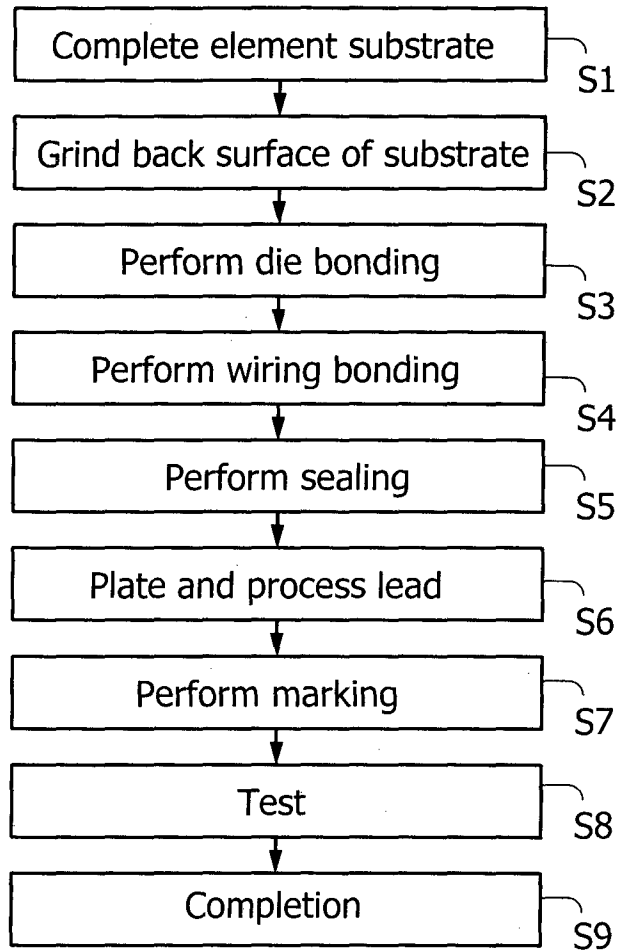 Complete element substrate
S1
Grind back surface of substrate
S2
Perform die bonding
S3
Perform wiring bonding
S4
Perform sealing
S5
Plate and process lead
S6
Perform marking
S7
Test
S8
Completion
S9